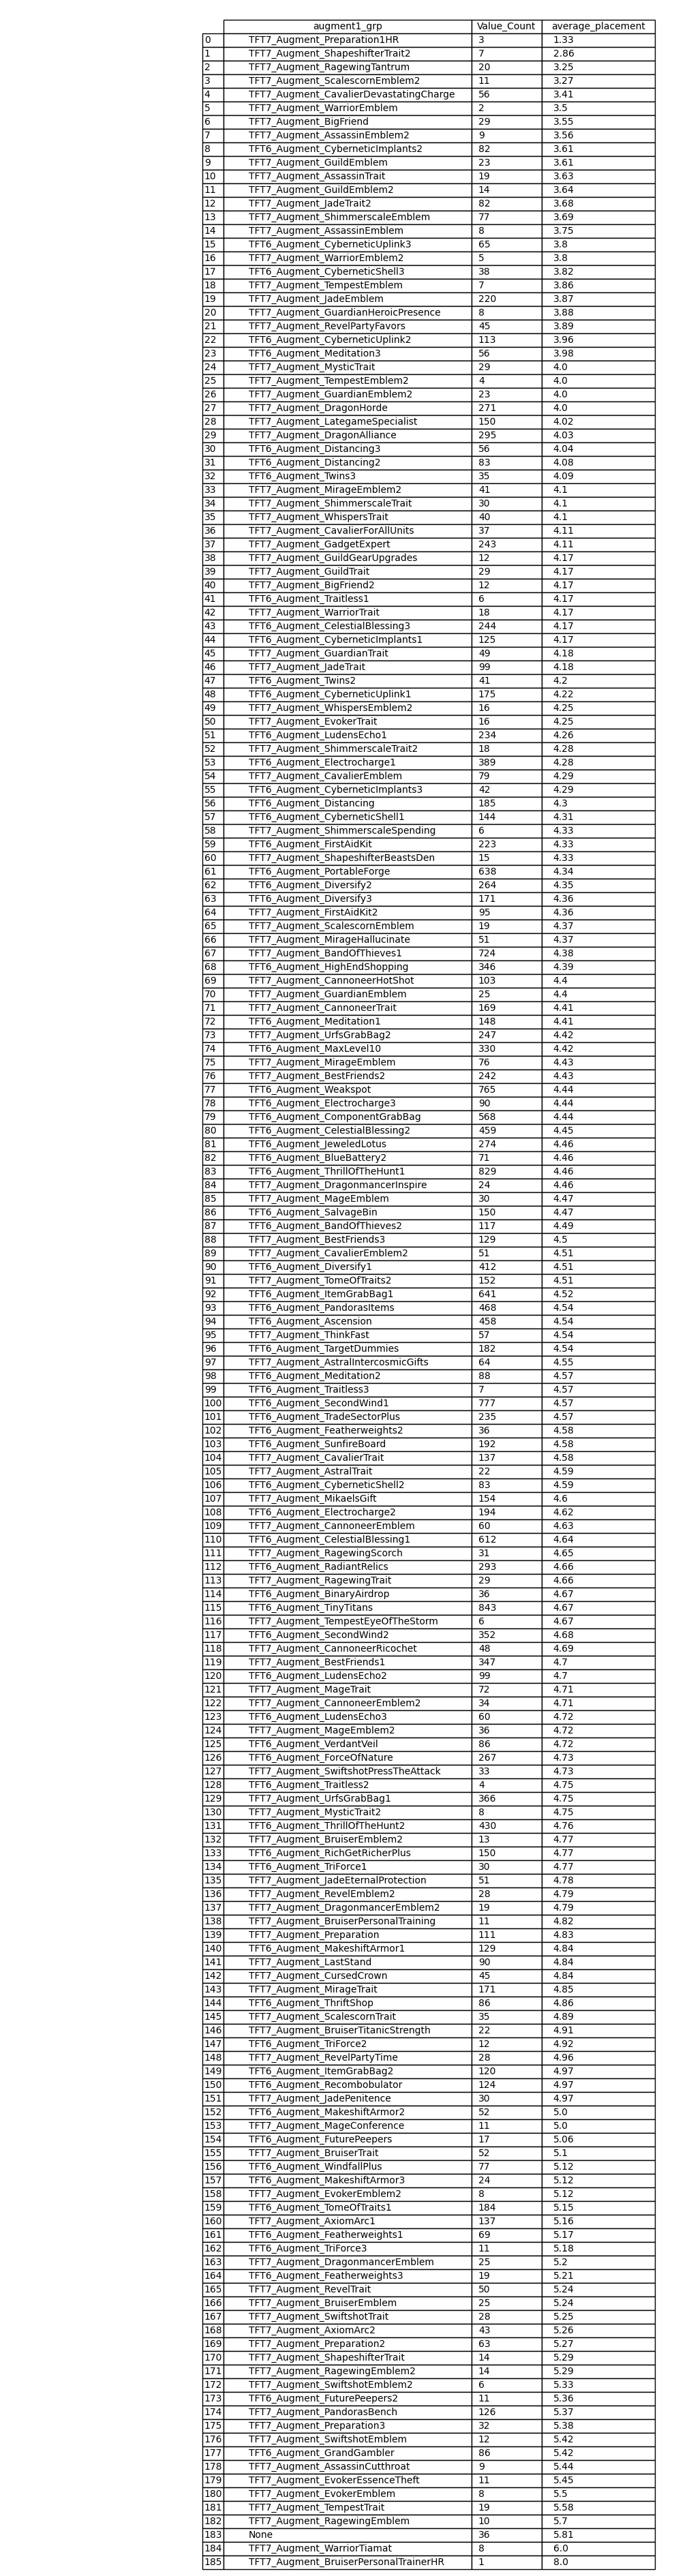 augment1_grp Value_Count average_placement
0 TFT7_Augment_Preparation1HR 3 1.33
1 TFT7_Augment_ShapeshifterTrait2 7 2.86
2 TFT7_Augment_RagewingTantrum 20 3.25
3 TFT7_Augment_ScalescornEmblem2 11 3.27
4 TFT7_Augment_CavalierDevastatingCharge 56 3.41
5 TFT7_Augment_WarriorEmblem 2 3.5
6 TFT7_Augment_BigFriend 29 3.55
7 TFT7_Augment_AssassinEmblem2 9 3.56
8 TFT6_Augment_CyberneticImplants2 82 3.61
9 TFT7_Augment_GuildEmblem 23 3.61
10 TFT7_Augment_AssassinTrait 19 3.63
11 TFT7_Augment_GuildEmblem2 14 3.64
12 TFT7_Augment_JadeTrait2 82 3.68
13 TFT7_Augment_ShimmerscaleEmblem 77 3.69
14 TFT7_Augment_AssassinEmblem 8 3.75
15 TFT6_Augment_CyberneticUplink3 65 3.8
16 TFT7_Augment_WarriorEmblem2 5 3.8
17 TFT6_Augment_CyberneticShell3 38 3.82
18 TFT7_Augment_TempestEmblem 7 3.86
19 TFT7_Augment_JadeEmblem 220 3.87
20 TFT7_Augment_GuardianHeroicPresence 8 3.88
21 TFT7_Augment_RevelPartyFavors 45 3.89
22 TFT6_Augment_CyberneticUplink2 113 3.96
23 TFT6_Augment_Meditation3 56 3.98
24 TFT7_Augment_MysticTrait 29 4.0
25 TFT7_Augment_TempestEmblem2 4 4.0
26 TFT7_Augment_GuardianEmblem2 23 4.0
27 TFT7_Augment_DragonHorde 271 4.0
28 TFT7_Augment_LategameSpecialist 150 4.02
29 TFT7_Augment_DragonAlliance 295 4.03
30 TFT6_Augment_Distancing3 56 4.04
31 TFT6_Augment_Distancing2 83 4.08
32 TFT6_Augment_Twins3 35 4.09
33 TFT7_Augment_MirageEmblem2 41 4.1
34 TFT7_Augment_ShimmerscaleTrait 30 4.1
35 TFT7_Augment_WhispersTrait 40 4.1
36 TFT7_Augment_CavalierForAllUnits 37 4.11
37 TFT7_Augment_GadgetExpert 243 4.11
38 TFT7_Augment_GuildGearUpgrades 12 4.17
39 TFT7_Augment_GuildTrait 29 4.17
40 TFT7_Augment_BigFriend2 12 4.17
41 TFT6_Augment_Traitless1 6 4.17
42 TFT7_Augment_WarriorTrait 18 4.17
43 TFT6_Augment_CelestialBlessing3 244 4.17
44 TFT6_Augment_CyberneticImplants1 125 4.17
45 TFT7_Augment_GuardianTrait 49 4.18
46 TFT7_Augment_JadeTrait 99 4.18
47 TFT6_Augment_Twins2 41 4.2
48 TFT6_Augment_CyberneticUplink1 175 4.22
49 TFT7_Augment_WhispersEmblem2 16 4.25
50 TFT7_Augment_EvokerTrait 16 4.25
51 TFT6_Augment_LudensEcho1 234 4.26
52 TFT7_Augment_ShimmerscaleTrait2 18 4.28
53 TFT6_Augment_Electrocharge1 389 4.28
54 TFT7_Augment_CavalierEmblem 79 4.29
55 TFT6_Augment_CyberneticImplants3 42 4.29
56 TFT6_Augment_Distancing 185 4.3
57 TFT6_Augment_CyberneticShell1 144 4.31
58 TFT7_Augment_ShimmerscaleSpending 6 4.33
59 TFT6_Augment_FirstAidKit 223 4.33
60 TFT7_Augment_ShapeshifterBeastsDen 15 4.33
61 TFT6_Augment_PortableForge 638 4.34
62 TFT6_Augment_Diversify2 264 4.35
63 TFT6_Augment_Diversify3 171 4.36
64 TFT7_Augment_FirstAidKit2 95 4.36
65 TFT7_Augment_ScalescornEmblem 19 4.37
66 TFT7_Augment_MirageHallucinate 51 4.37
67 TFT7_Augment_BandOfThieves1 724 4.38
68 TFT6_Augment_HighEndShopping 346 4.39
69 TFT7_Augment_CannoneerHotShot 103 4.4
70 TFT7_Augment_GuardianEmblem 25 4.4
71 TFT7_Augment_CannoneerTrait 169 4.41
72 TFT6_Augment_Meditation1 148 4.41
73 TFT7_Augment_UrfsGrabBag2 247 4.42
74 TFT6_Augment_MaxLevel10 330 4.42
75 TFT7_Augment_MirageEmblem 76 4.43
76 TFT7_Augment_BestFriends2 242 4.43
77 TFT6_Augment_Weakspot 765 4.44
78 TFT6_Augment_Electrocharge3 90 4.44
79 TFT6_Augment_ComponentGrabBag 568 4.44
80 TFT6_Augment_CelestialBlessing2 459 4.45
81 TFT6_Augment_JeweledLotus 274 4.46
82 TFT6_Augment_BlueBattery2 71 4.46
83 TFT6_Augment_ThrillOfTheHunt1 829 4.46
84 TFT7_Augment_DragonmancerInspire 24 4.46
85 TFT7_Augment_MageEmblem 30 4.47
86 TFT6_Augment_SalvageBin 150 4.47
87 TFT6_Augment_BandOfThieves2 117 4.49
88 TFT7_Augment_BestFriends3 129 4.5
89 TFT7_Augment_CavalierEmblem2 51 4.51
90 TFT6_Augment_Diversify1 412 4.51
91 TFT7_Augment_TomeOfTraits2 152 4.51
92 TFT6_Augment_ItemGrabBag1 641 4.52
93 TFT6_Augment_PandorasItems 468 4.54
94 TFT6_Augment_Ascension 458 4.54
95 TFT7_Augment_ThinkFast 57 4.54
96 TFT6_Augment_TargetDummies 182 4.54
97 TFT7_Augment_AstralIntercosmicGifts 64 4.55
98 TFT6_Augment_Meditation2 88 4.57
99 TFT6_Augment_Traitless3 7 4.57
100 TFT6_Augment_SecondWind1 777 4.57
101 TFT6_Augment_TradeSectorPlus 235 4.57
102 TFT6_Augment_Featherweights2 36 4.58
103 TFT6_Augment_SunfireBoard 192 4.58
104 TFT7_Augment_CavalierTrait 137 4.58
105 TFT7_Augment_AstralTrait 22 4.59
106 TFT6_Augment_CyberneticShell2 83 4.59
107 TFT7_Augment_MikaelsGift 154 4.6
108 TFT6_Augment_Electrocharge2 194 4.62
109 TFT7_Augment_CannoneerEmblem 60 4.63
110 TFT6_Augment_CelestialBlessing1 612 4.64
111 TFT7_Augment_RagewingScorch 31 4.65
112 TFT6_Augment_RadiantRelics 293 4.66
113 TFT7_Augment_RagewingTrait 29 4.66
114 TFT6_Augment_BinaryAirdrop 36 4.67
115 TFT6_Augment_TinyTitans 843 4.67
116 TFT7_Augment_TempestEyeOfTheStorm 6 4.67
117 TFT6_Augment_SecondWind2 352 4.68
118 TFT7_Augment_CannoneerRicochet 48 4.69
119 TFT7_Augment_BestFriends1 347 4.7
120 TFT6_Augment_LudensEcho2 99 4.7
121 TFT7_Augment_MageTrait 72 4.71
122 TFT7_Augment_CannoneerEmblem2 34 4.71
123 TFT6_Augment_LudensEcho3 60 4.72
124 TFT7_Augment_MageEmblem2 36 4.72
125 TFT6_Augment_VerdantVeil 86 4.72
126 TFT6_Augment_ForceOfNature 267 4.73
127 TFT7_Augment_SwiftshotPressTheAttack 33 4.73
128 TFT6_Augment_Traitless2 4 4.75
129 TFT7_Augment_UrfsGrabBag1 366 4.75
130 TFT7_Augment_MysticTrait2 8 4.75
131 TFT6_Augment_ThrillOfTheHunt2 430 4.76
132 TFT7_Augment_BruiserEmblem2 13 4.77
133 TFT6_Augment_RichGetRicherPlus 150 4.77
134 TFT6_Augment_TriForce1 30 4.77
135 TFT7_Augment_JadeEternalProtection 51 4.78
136 TFT7_Augment_RevelEmblem2 28 4.79
137 TFT7_Augment_DragonmancerEmblem2 19 4.79
138 TFT7_Augment_BruiserPersonalTraining 11 4.82
139 TFT7_Augment_Preparation 111 4.83
140 TFT6_Augment_MakeshiftArmor1 129 4.84
141 TFT7_Augment_LastStand 90 4.84
142 TFT7_Augment_CursedCrown 45 4.84
143 TFT7_Augment_MirageTrait 171 4.85
144 TFT6_Augment_ThriftShop 86 4.86
145 TFT7_Augment_ScalescornTrait 35 4.89
146 TFT7_Augment_BruiserTitanicStrength 22 4.91
147 TFT6_Augment_TriForce2 12 4.92
148 TFT7_Augment_RevelPartyTime 28 4.96
149 TFT6_Augment_ItemGrabBag2 120 4.97
150 TFT6_Augment_Recombobulator 124 4.97
151 TFT7_Augment_JadePenitence 30 4.97
152 TFT6_Augment_MakeshiftArmor2 52 5.0
153 TFT7_Augment_MageConference 11 5.0
154 TFT7_Augment_FuturePeepers 17 5.06
155 TFT7_Augment_BruiserTrait 52 5.1
156 TFT6_Augment_WindfallPlus 77 5.12
157 TFT6_Augment_MakeshiftArmor3 24 5.12
158 TFT7_Augment_EvokerEmblem2 8 5.12
159 TFT6_Augment_TomeOfTraits1 184 5.15
160 TFT7_Augment_AxiomArc1 137 5.16
161 TFT6_Augment_Featherweights1 69 5.17
162 TFT6_Augment_TriForce3 11 5.18
163 TFT7_Augment_DragonmancerEmblem 25 5.2
164 TFT6_Augment_Featherweights3 19 5.21
165 TFT7_Augment_RevelTrait 50 5.24
166 TFT7_Augment_BruiserEmblem 25 5.24
167 TFT7_Augment_SwiftshotTrait 28 5.25
168 TFT7_Augment_AxiomArc2 43 5.26
169 TFT7_Augment_Preparation2 63 5.27
170 TFT7_Augment_ShapeshifterTrait 14 5.29
171 TFT7_Augment_RagewingEmblem2 14 5.29
172 TFT7_Augment_SwiftshotEmblem2 6 5.33
173 TFT7_Augment_FuturePeepers2 11 5.36
174 TFT7_Augment_PandorasBench 126 5.37
175 TFT7_Augment_Preparation3 32 5.38
176 TFT7_Augment_SwiftshotEmblem 12 5.42
177 TFT6_Augment_GrandGambler 86 5.42
178 TFT7_Augment_AssassinCutthroat 9 5.44
179 TFT7_Augment_EvokerEssenceTheft 11 5.45
180 TFT7_Augment_EvokerEmblem 8 5.5
181 TFT7_Augment_TempestTrait 19 5.58
182 TFT7_Augment_RagewingEmblem 10 5.7
183 None 36 5.81
184 TFT7_Augment_WarriorTiamat 8 6.0
185 TFT7_Augment_BruiserPersonalTrainerHR 1 8.0